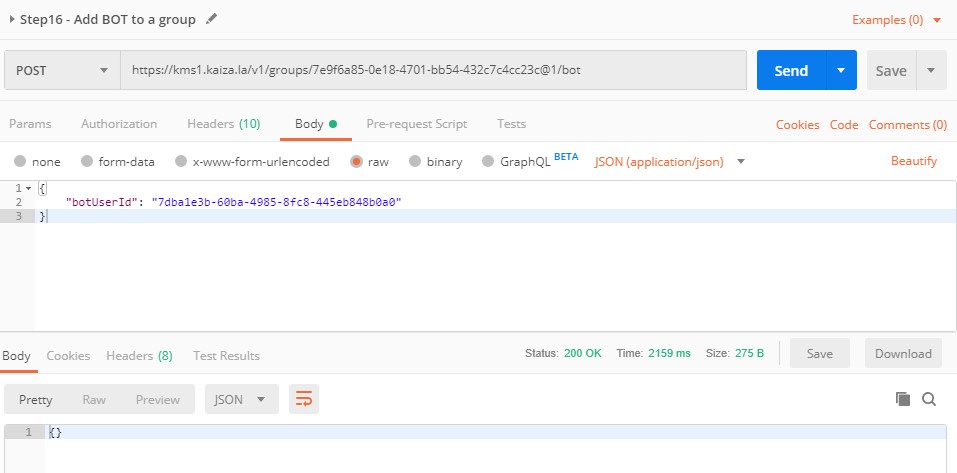 Step16 - Add BOT to a group Examples (0)
POST https://kms1.kaiza.la/v1/groups/7e9f6a85-0e18-4701-bb54-432c7c4cc23c@1/bot Send Save
Params Authorization Headers (10) Body Pre-request Script Tests Cookies Code Comments (0)
none form-data x-www-form-urlencoded raw binary GraphQL BETA JSON (application/json) Beautify
1 {
2 "botUserId": "7dba1e3b-60ba-4985-8fc8-445eb848b0a0"
3 }
Body Cookies Headers (8) Test Results Status: 200 OK Time: 2159 ms Size: 275 B Save Download
Pretty Raw Preview JSON
1 {}